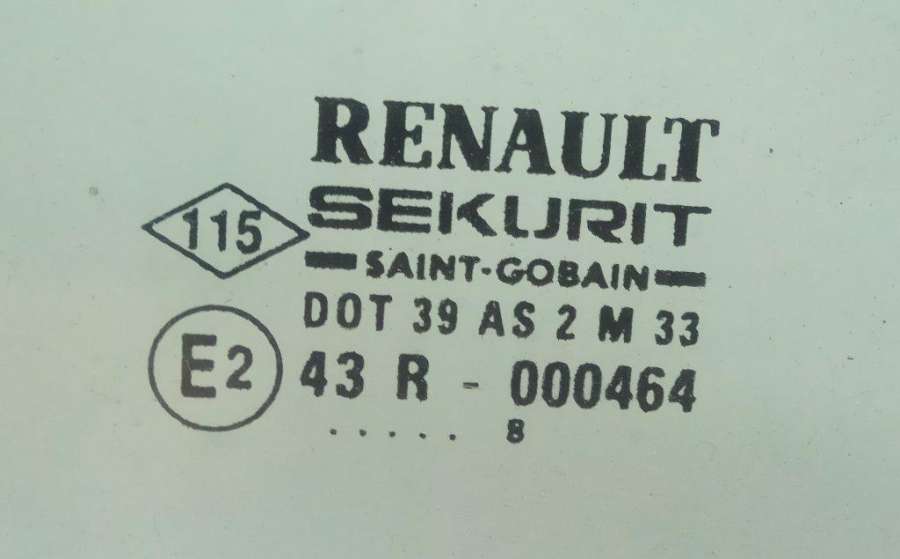 RENAULT
115 SEKURIT
SAINT-GOBAIN
DOT 39 AS 2 M 33
E2 43 R - 000464
..... 8